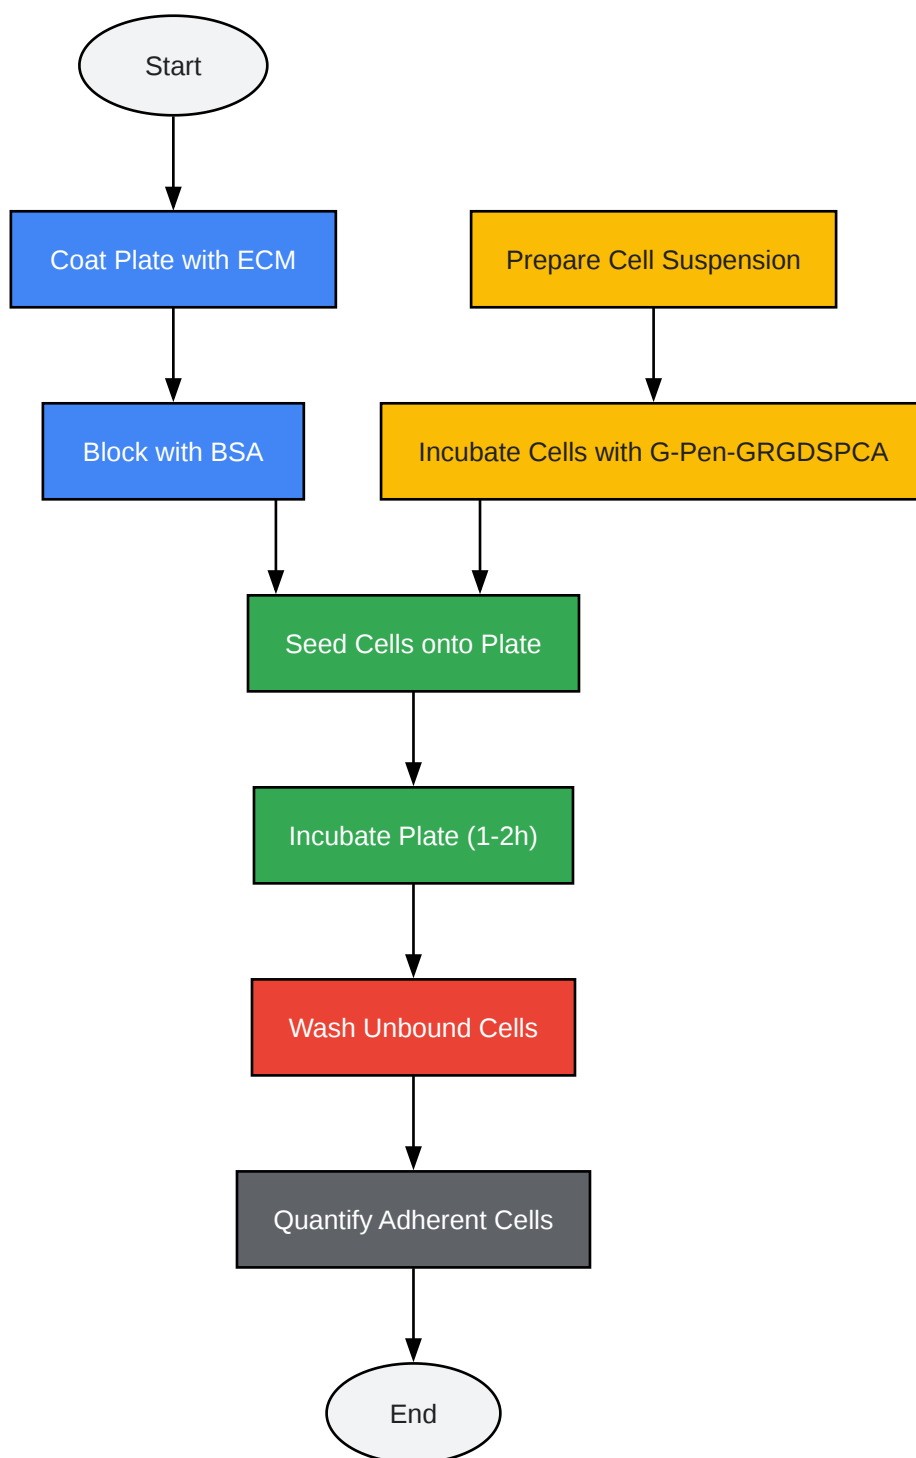 Start
Coat Plate with ECM
Prepare Cell Suspension
Block with BSA
Incubate Cells with G-Pen-GRGDSPCA
Seed Cells onto Plate
Incubate Plate (1-2h)
Wash Unbound Cells
Quantify Adherent Cells
End